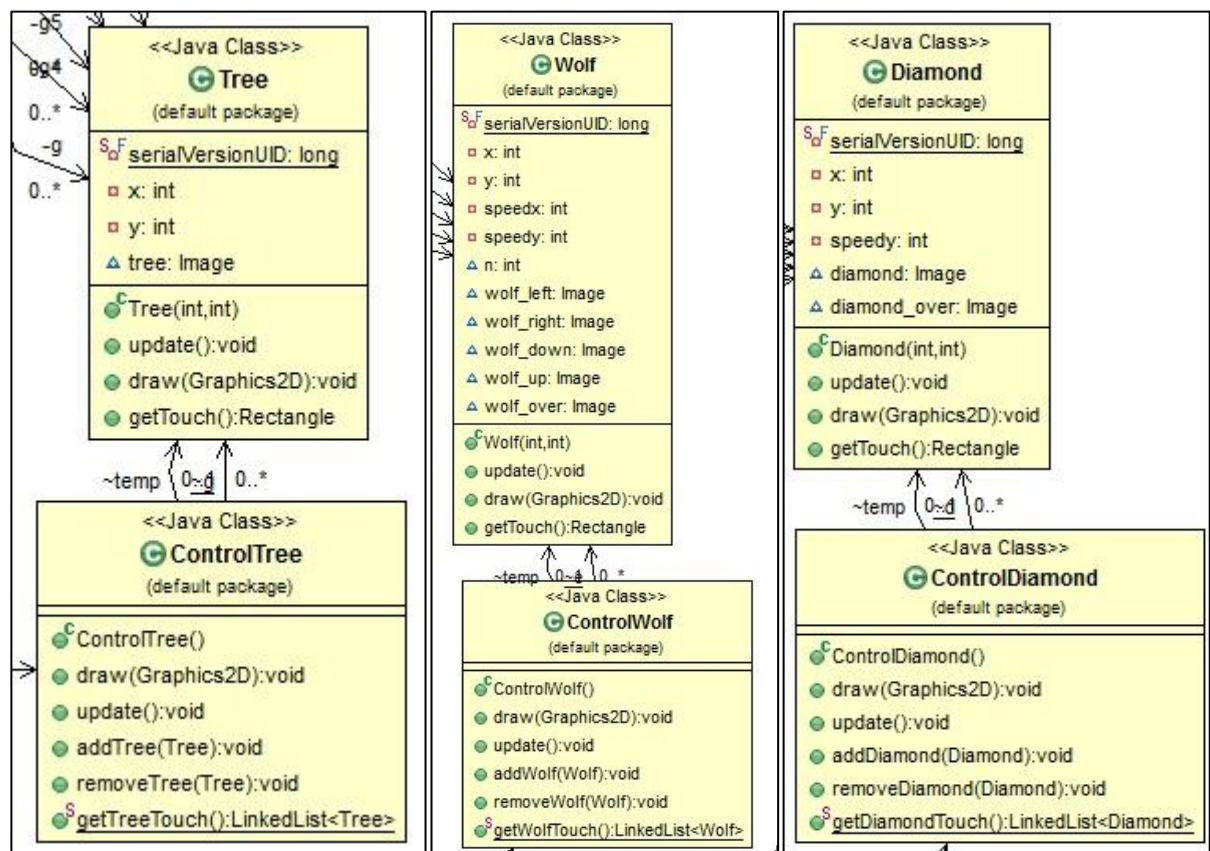 -g5
-g4
0..*
-g
0..*
<<Java Class>>
Tree
(default package)
serialVersionUID: long
x: int
y: int
tree: Image
Tree(int,int)
update():void
draw(Graphics2D):void
getTouch():Rectangle
~temp
0..*
<<Java Class>>
ControlTree
(default package)
ControlTree()
draw(Graphics2D):void
update():void
addTree(Tree):void
removeTree(Tree):void
getTreeTouch():LinkedList<Tree>
<<Java Class>>
Wolf
(default package)
serialVersionUID: long
x: int
y: int
speedx: int
speedy: int
n: int
wolf_left: Image
wolf_right: Image
wolf_down: Image
wolf_up: Image
wolf_over: Image
Wolf(int,int)
update():void
draw(Graphics2D):void
getTouch():Rectangle
~temp
0..*
<<Java Class>>
ControlWolf
(default package)
ControlWolf()
draw(Graphics2D):void
update():void
addWolf(Wolf):void
removeWolf(Wolf):void
getWolfTouch():LinkedList<Wolf>
<<Java Class>>
Diamond
(default package)
serialVersionUID: long
x: int
y: int
speedy: int
diamond: Image
diamond_over: Image
Diamond(int,int)
update():void
draw(Graphics2D):void
getTouch():Rectangle
~temp
0..*
<<Java Class>>
ControlDiamond
(default package)
ControlDiamond()
draw(Graphics2D):void
update():void
addDiamond(Diamond):void
removeDiamond(Diamond):void
getDiamondTouch():LinkedList<Diamond>